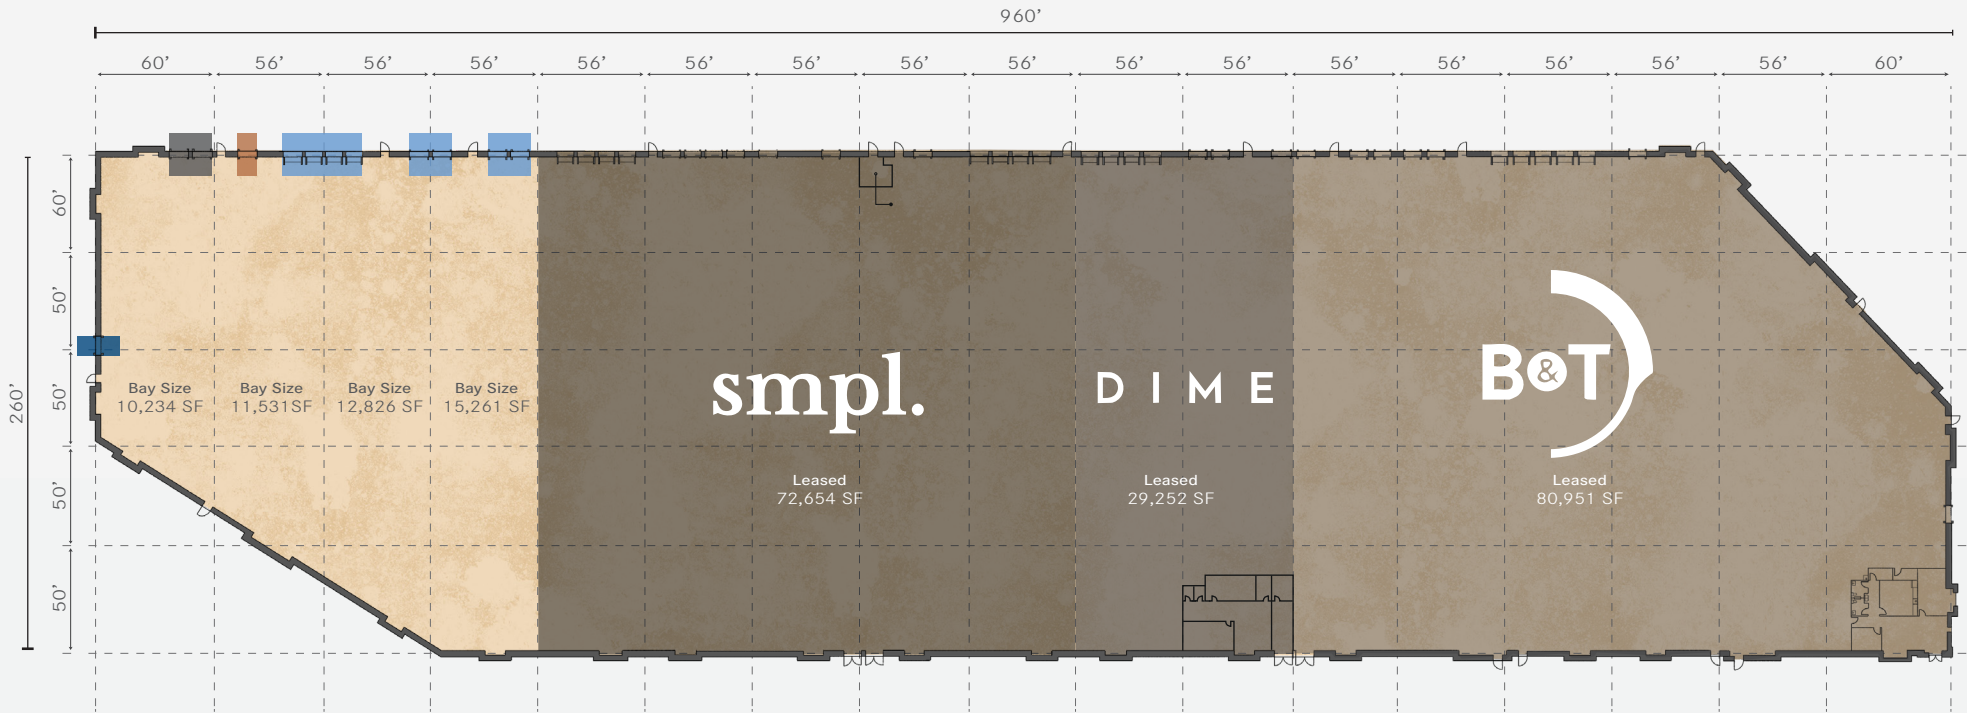 960’
60’ 56’ 56’ 56’ 56’ 56’ 56’ 56’ 56’ 56’ 56’ 56’ 56’ 56’ 56’ 56’ 60’
260’
60’
50’
50’
50’
50’
Bay Size
10,234 SF
Bay Size
11,531SF
Bay Size
12,826 SF
Bay Size
15,261 SF
smpl.
Leased
72,654 SF
DIME
Leased
29,252 SF
B&T
Leased
80,951 SF